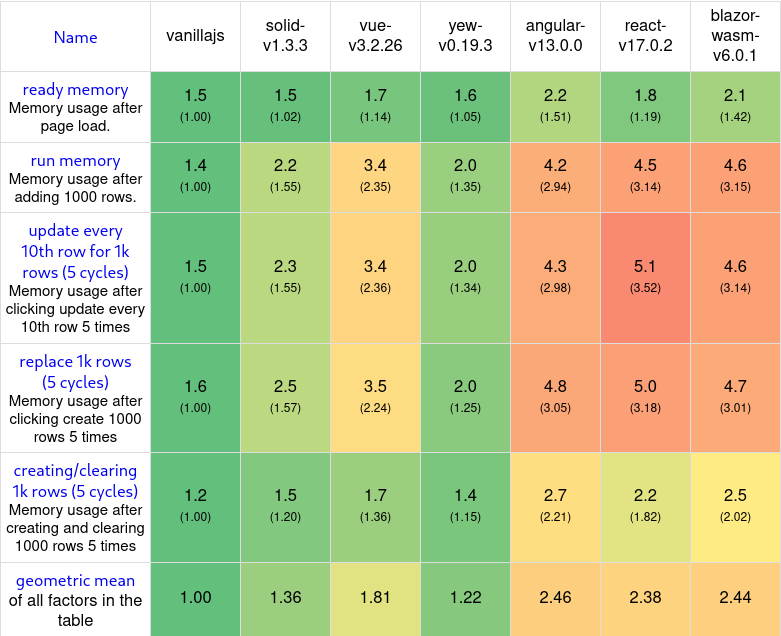 Name
vanillajs
solid-
v1.3.3
vue-
v3.2.26
yew-
v0.19.3
angular-
v13.0.0
react-
v17.0.2
blazor-
wasm-
v6.0.1
ready memory
Memory usage after
page load.
1.5
(1.00)
1.5
(1.02)
1.7
(1.14)
1.6
(1.05)
2.2
(1.51)
1.8
(1.19)
2.1
(1.42)
run memory
Memory usage after
adding 1000 rows.
1.4
(1.00)
2.2
(1.55)
3.4
(2.35)
2.0
(1.35)
4.2
(2.94)
4.5
(3.14)
4.6
(3.15)
update every
10th row for 1k
rows (5 cycles)
Memory usage after
clicking update every
10th row 5 times
1.5
(1.00)
2.3
(1.55)
3.4
(2.36)
2.0
(1.34)
4.3
(2.98)
5.1
(3.52)
4.6
(3.14)
replace 1k rows
(5 cycles)
Memory usage after
clicking create 1000
rows 5 times
1.6
(1.00)
2.5
(1.57)
3.5
(2.24)
2.0
(1.25)
4.8
(3.05)
5.0
(3.18)
4.7
(3.01)
creating/clearing
1k rows (5 cycles)
Memory usage after
creating and clearing
1000 rows 5 times
1.2
(1.00)
1.5
(1.20)
1.7
(1.36)
1.4
(1.15)
2.7
(2.21)
2.2
(1.82)
2.5
(2.02)
geometric mean
of all factors in the
table
1.00
1.36
1.81
1.22
2.46
2.38
2.44